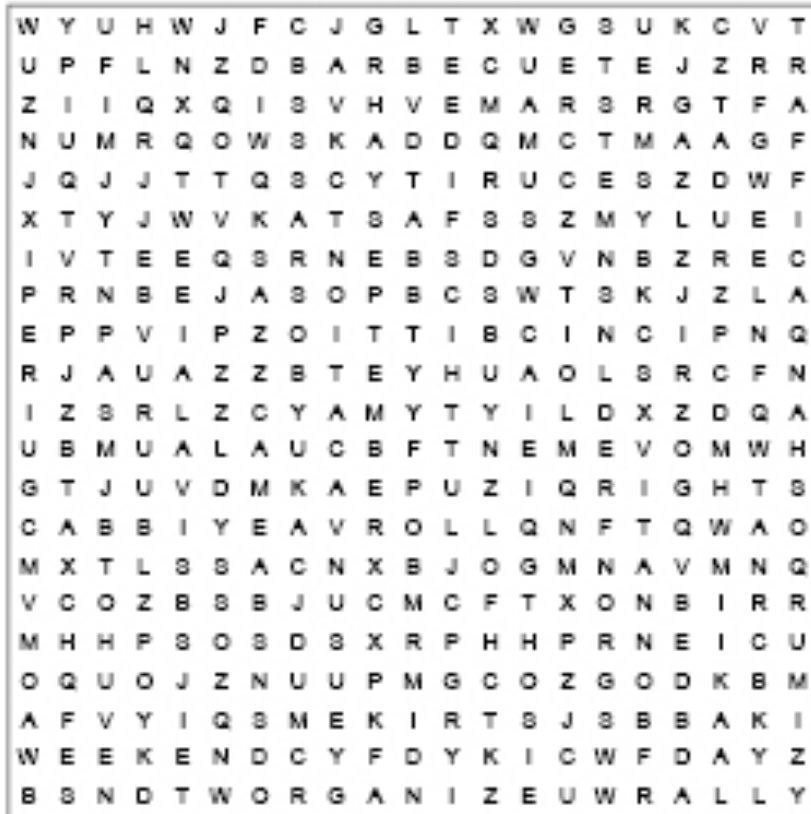 W Y U H W J F C J G L T X W G S U K C V T
U P F L N Z D B A R B E C U E T E J Z R R
Z I I Q X Q I S V H V E M A R S R G T F A
N U M R Q O W S K A D D Q M C T M A A G F
J Q J J T T Q S C Y T I R U C E S Z D W F
X T Y J W V K A T S A F S S Z M Y L U E I
I V T E E Q S R N E B S D G V N B Z R E C
P R N B E J A S O P B C S W T S K J Z L A
E P P V I P Z O I T T I B C I N C I P N Q
R J A U A Z Z B T E Y H U A O L S R C F N
I Z S R L Z C Y A M Y T Y I L D X Z D Q A
U B M U A L A U C B F T N E M E V O M W H
G T J U V D M K A E P U Z I Q R I G H T S
C A B B I Y E A V R O L L Q N F T Q W A O
M X T L S S A C N X B J O G M N A V M N Q
V C O Z B S B J U C M C F T X O N B I R R
M H H P S O S D S X R P H H P R N E I C U
O Q U O J Z N U U P M G C O Z G O D K B M
A F V Y I Q S M E K I R T S J S B B A K I
W E E K E N D C Y F D Y K I C W F D A Y Z
B S N D T W O R G A N I Z E U W R A L L Y